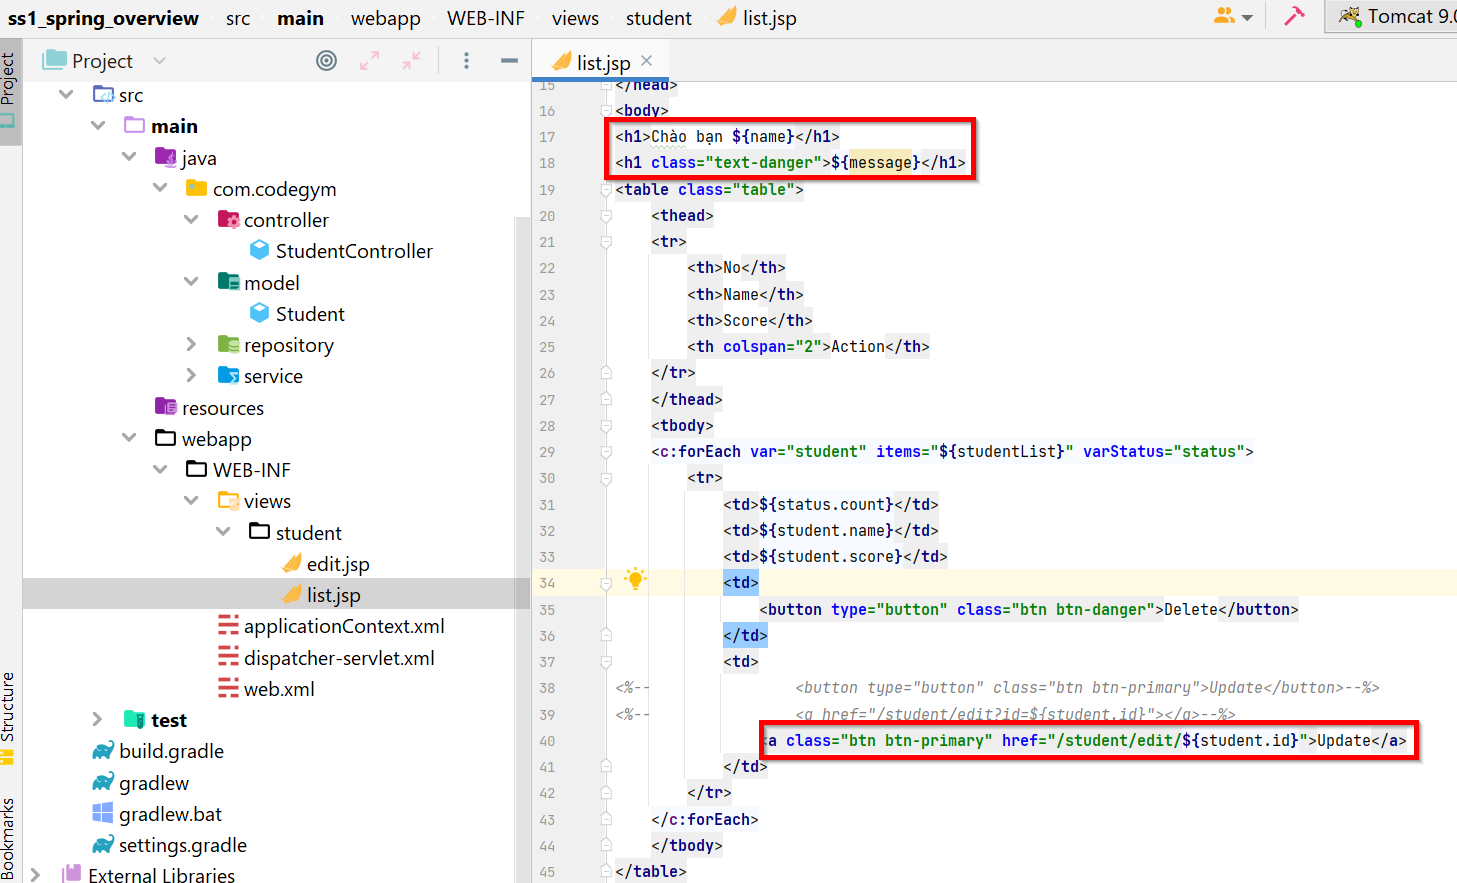 ss1_spring_overview src main webapp WEB-INF views student list.jsp Tomcat 9.0
Project
Project
src
main
java
com.codegym
controller
StudentController
model
Student
repository
service
resources
webapp
WEB-INF
views
student
edit.jsp
list.jsp
applicationContext.xml
dispatcher-servlet.xml
web.xml
test
build.gradle
gradlew
gradlew.bat
settings.gradle
External Libraries
Structure
Bookmarks
list.jsp
15 </head>
16 <body>
17 <h1>Chào bạn ${name}</h1>
18 <h1 class="text-danger">${message}</h1>
19 <table class="table">
20 <thead>
21 <tr>
22 <th>No</th>
23 <th>Name</th>
24 <th>Score</th>
25 <th colspan="2">Action</th>
26 </tr>
27 </thead>
28 <tbody>
29 <c:forEach var="student" items="${studentList}" varStatus="status">
30 <tr>
31 <td>${status.count}</td>
32 <td>${student.name}</td>
33 <td>${student.score}</td>
34 <td>
35 <button type="button" class="btn btn-danger">Delete</button>
36 </td>
37 <td>
38 <%-- <button type="button" class="btn btn-primary">Update</button>--%>
39 <%-- <a href="/student/edit?id=${student.id}"></a>--%>
40 <a class="btn btn-primary" href="/student/edit/${student.id}">Update</a>
41 </td>
42 </tr>
43 </c:forEach>
44 </tbody>
45 </table>